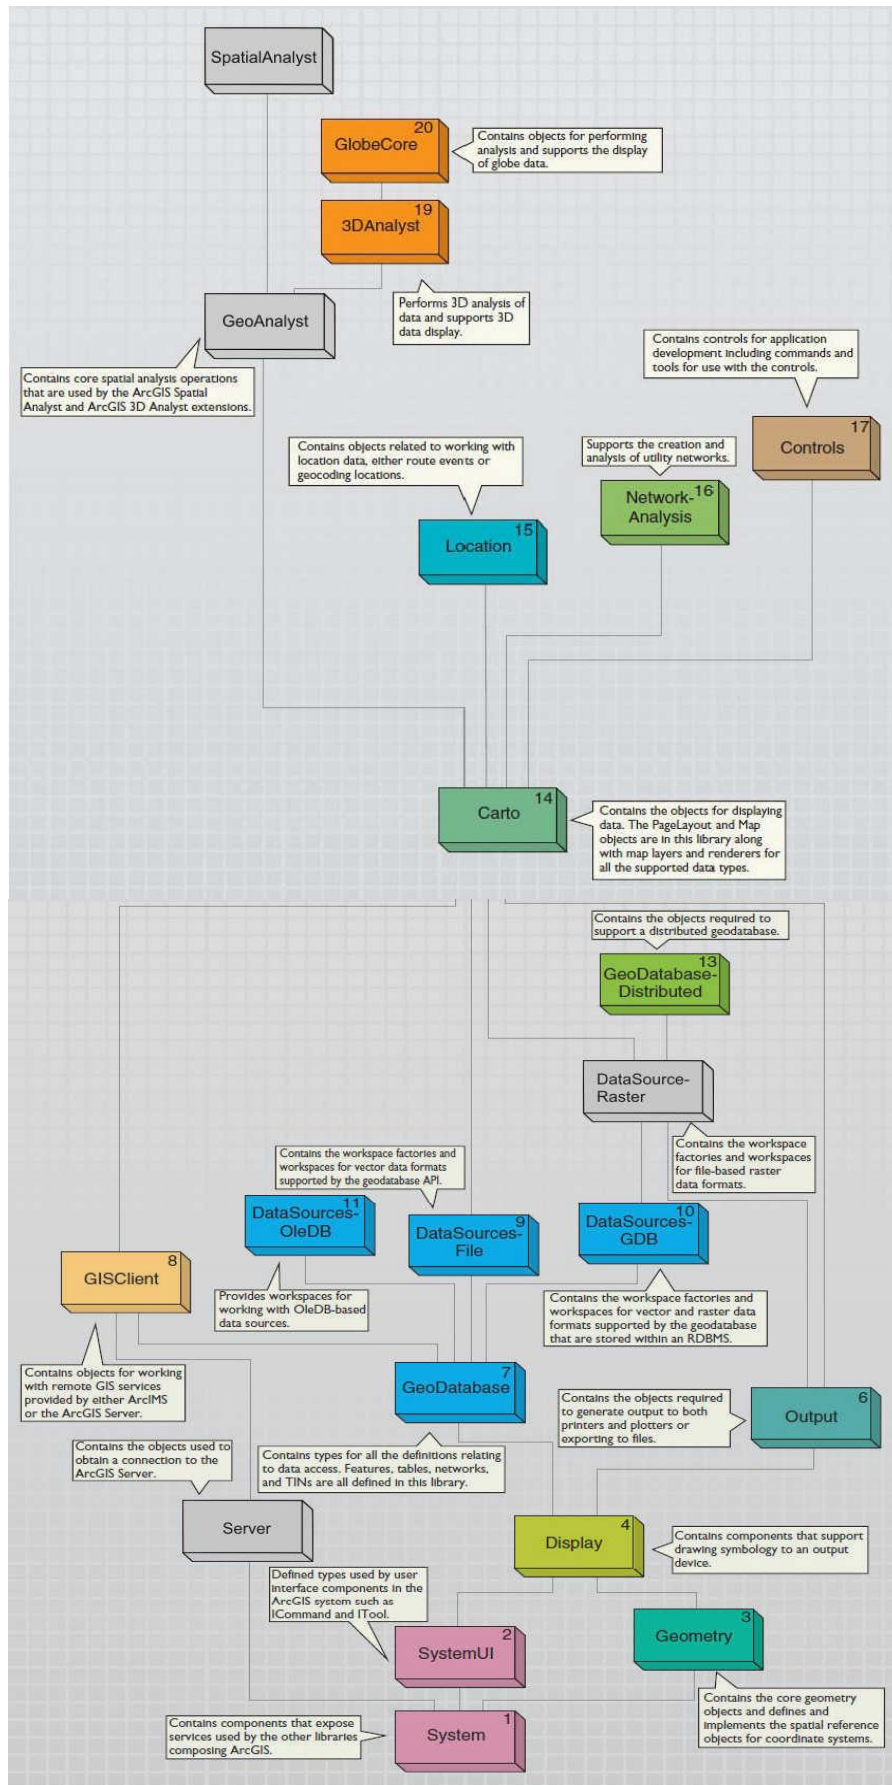 SpatialAnalyst
20
GlobeCore
Contains objects for performing
analysis and supports the display
of globe data.
19
3DAnalyst
Performs 3D analysis of
data and supports 3D
data display.
GeoAnalyst
Contains core spatial analysis operations
that are used by the ArcGIS Spatial
Analyst and ArcGIS 3D Analyst extensions.
Contains controls for application
development including commands and
tools for use with the controls.
17
Controls
Contains objects related to working with
location data, either route events or
geocoding locations.
Supports the creation and
analysis of utility networks.
16
Network-
Analysis
15
Location
14
Carto
Contains the objects for displaying
data. The PageLayout and Map
objects are in this library along
with map layers and renderers for
all the supported data types.
Contains the objects required to
support a distributed geodatabase.
13
GeoDatabase-
Distributed
DataSource-
Raster
Contains the workspace
factories and workspaces
for file-based raster
data formats.
Contains the workspace factories and
workspaces for vector data formats
supported by the geodatabase API.
11
DataSources-
OleDB
9
DataSources-
File
10
DataSources-
GDB
8
GISClient
Provides workspaces for
working with OleDB-based
data sources.
Contains the workspace factories and
workspaces for vector and raster data
formats supported by the geodatabase
that are stored within an RDBMS.
Contains objects for working
with remote GIS services
provided by either ArcIMS
or the ArcGIS Server.
7
GeoDatabase
Contains the objects required
to generate output to both
printers and plotters or
exporting to files.
6
Output
Contains the objects used to
obtain a connection to the
ArcGIS Server.
Contains types for all the definitions relating
to data access. Features, tables, networks,
and TINs are all defined in this library.
Server
4
Display
Contains components that support
drawing symbology to an output
device.
Defined types used by user
interface components in the
ArcGIS system such as
ICommand and ITool.
2
SystemUI
3
Geometry
Contains the core geometry
objects and defines and
implements the spatial reference
objects for coordinate systems.
Contains components that expose
services used by the other libraries
composing ArcGIS.
1
System